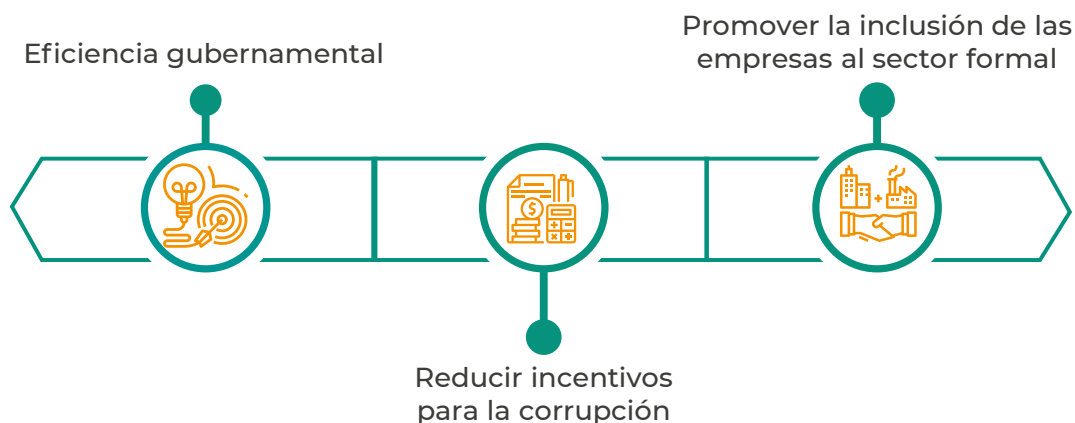 Eficiencia gubernamental
Promover la inclusión de las
empresas al sector formal
$
Reducir incentivos
para la corrupción